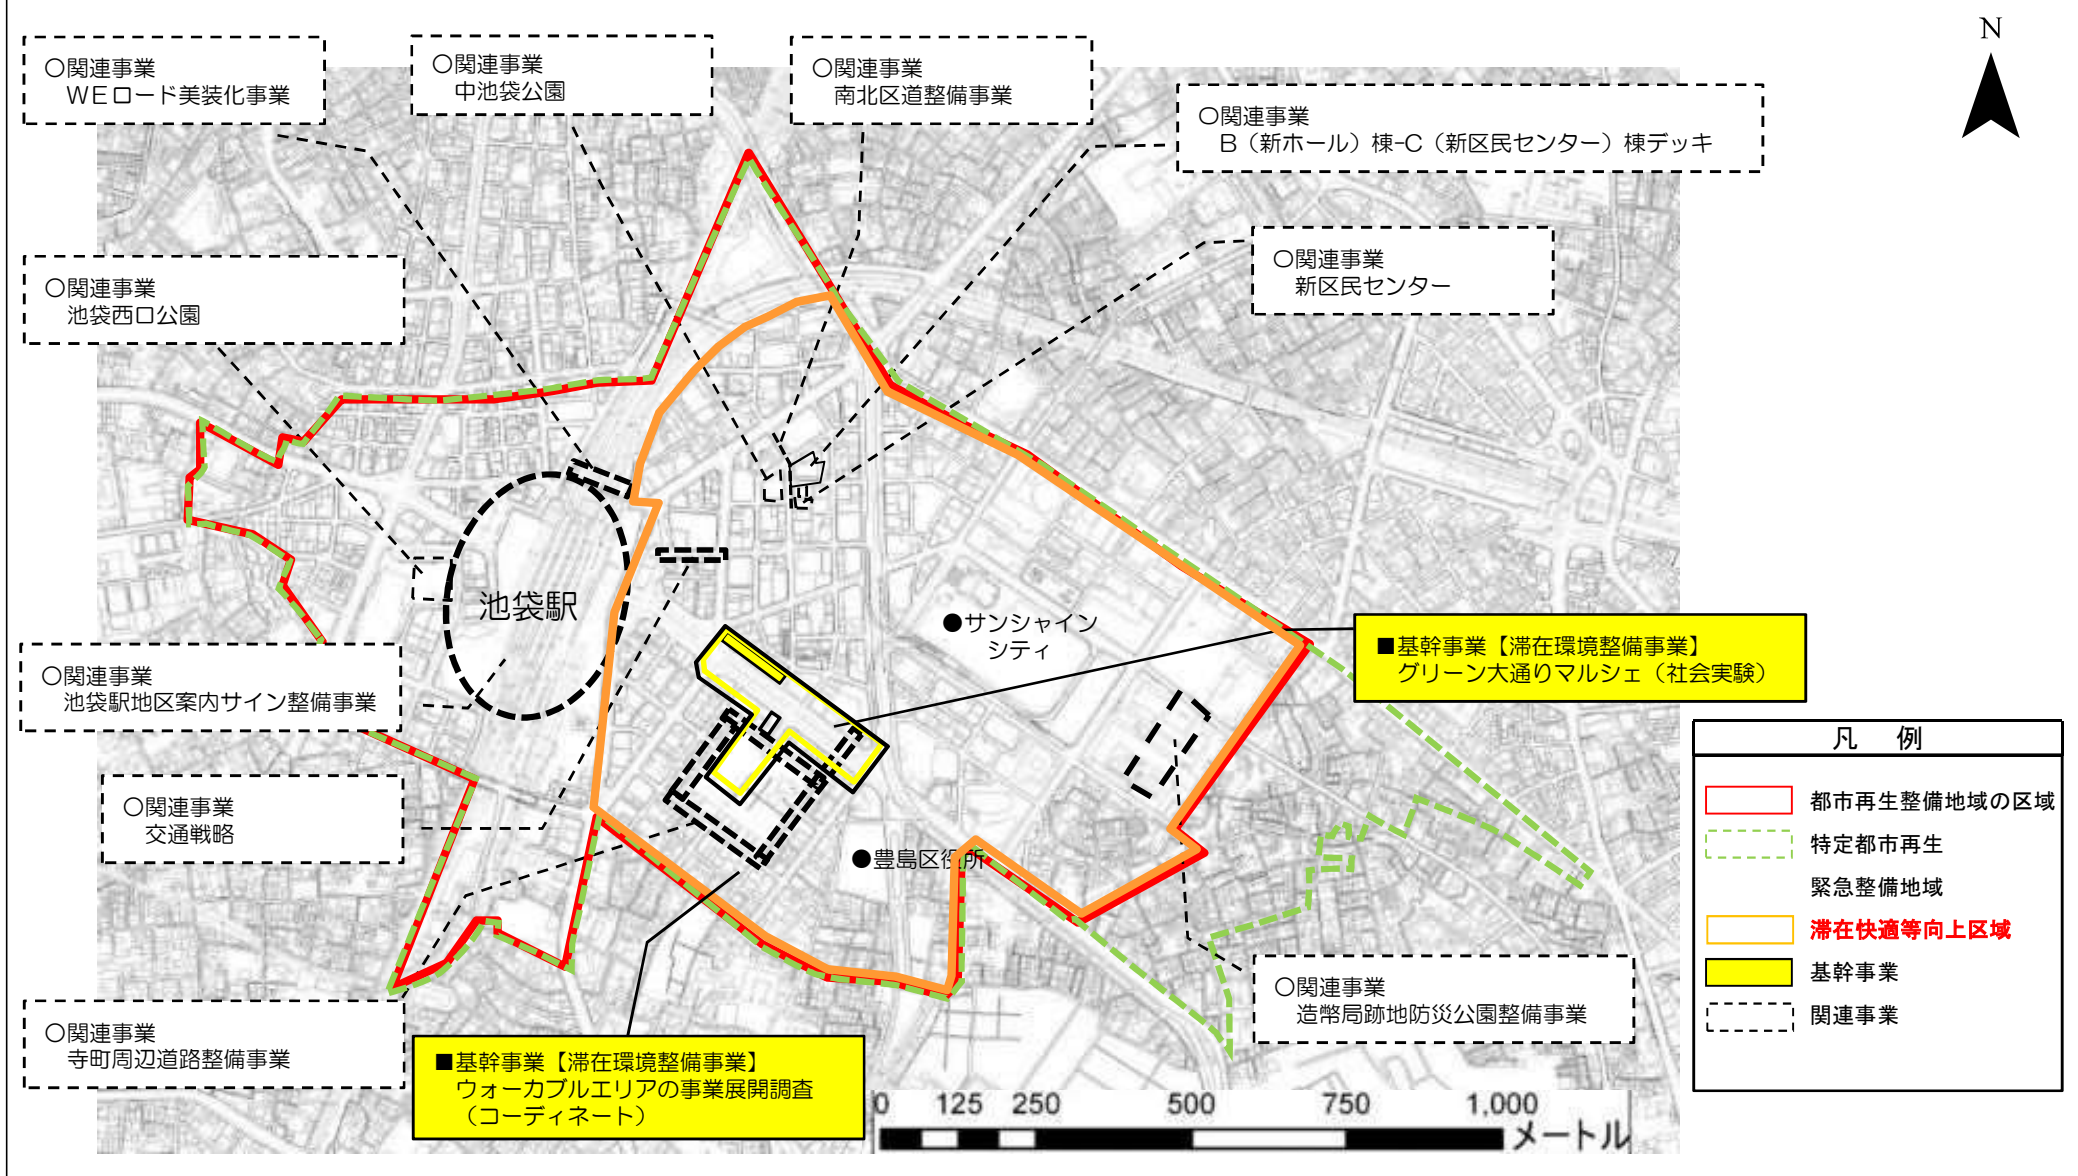 ○関連事業
WEロード美装化事業
○関連事業
中池袋公園
○関連事業
南北区道整備事業
○関連事業
B（新ホール）棟-C（新区民センター）棟デッキ
N
○関連事業
新区民センター
○関連事業
池袋西口公園
池袋駅
●サンシャイン
シティ
■基幹事業【滞在環境整備事業】
グリーン大通りマルシェ（社会実験）
○関連事業
池袋駅地区案内サイン整備事業
○関連事業
交通戦略
●豊島区役所
○関連事業
造幣局跡地防災公園整備事業
○関連事業
寺町周辺道路整備事業
■基幹事業【滞在環境整備事業】
ウォーカブルエリアの事業展開調査
（コーディネート）
凡 例
都市再生整備地域の区域
特定都市再生
緊急整備地域
滞在快適等向上区域
基幹事業
関連事業
0 125 250 500 750 1,000
メートル